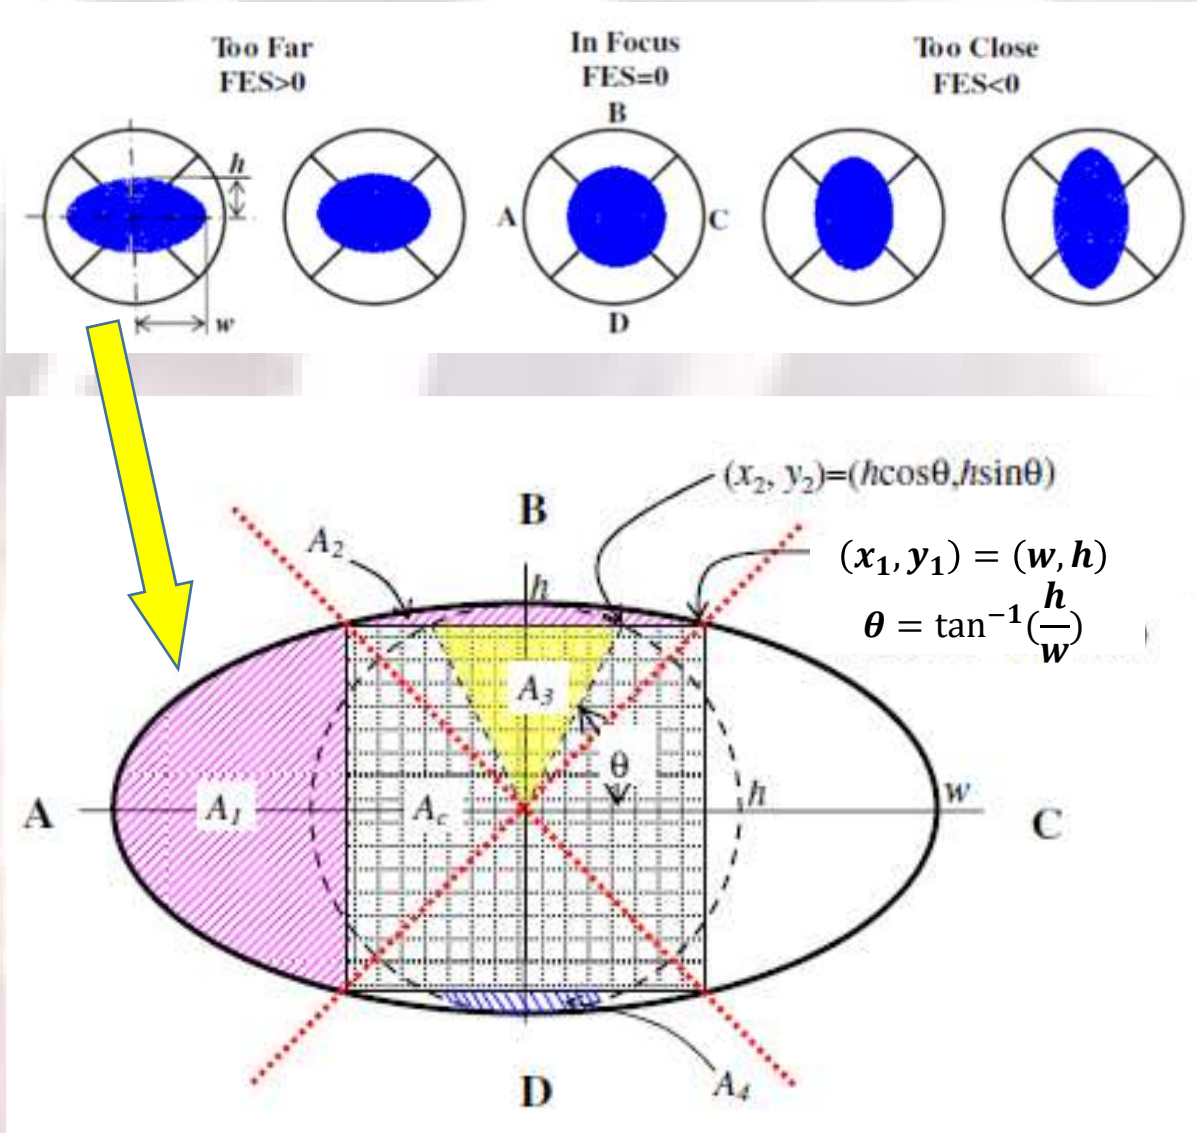 Too Far
FES>0
In Focus
FES=0
Too Close
FES<0
B
h
A
C
w
D
(x₂, y₂)=(hcosθ,hsinθ)
B
A₂
(x₁, y₁) = (w, h)
h
θ = tan⁻¹(h/w)
A₃
θ
A
A₁
A꜀
h
w
C
D
A₄